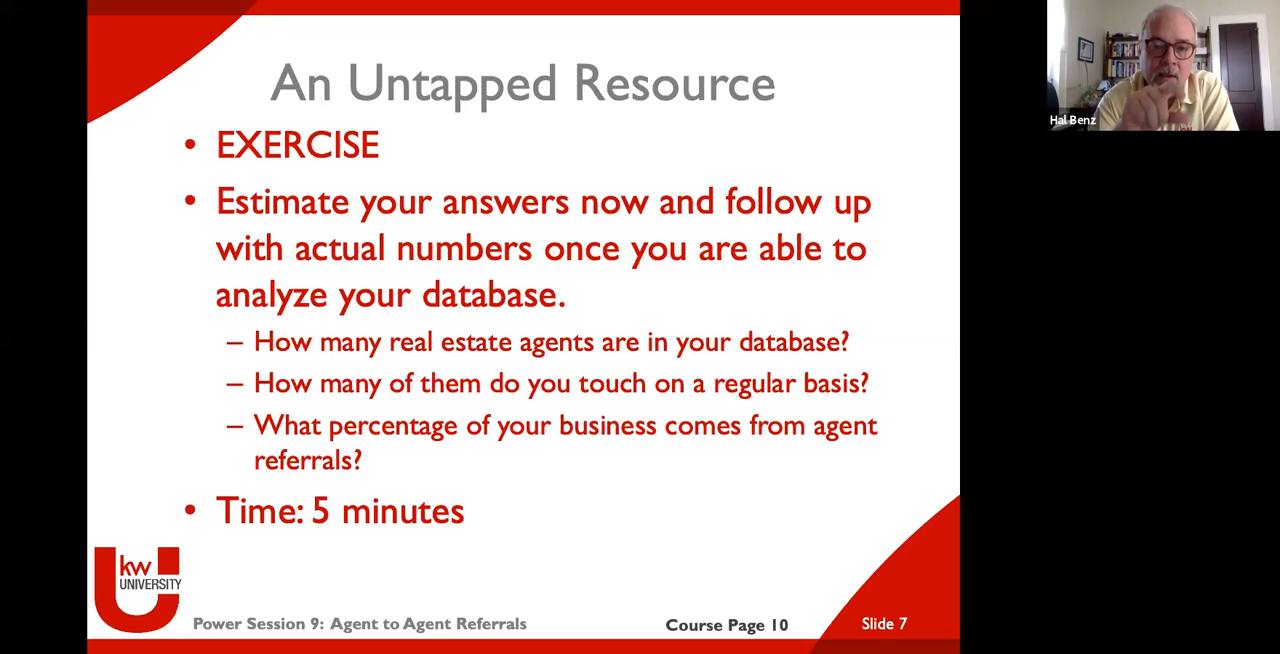 An Untapped Resource
• EXERCISE
• Estimate your answers now and follow up
with actual numbers once you are able to
analyze your database.
– How many real estate agents are in your database?
– How many of them do you touch on a regular basis?
– What percentage of your business comes from agent
referrals?
• Time: 5 minutes
kw
UNIVERSITY
Power Session 9: Agent to Agent Referrals
Course Page 10
Slide 7
Hal Benz